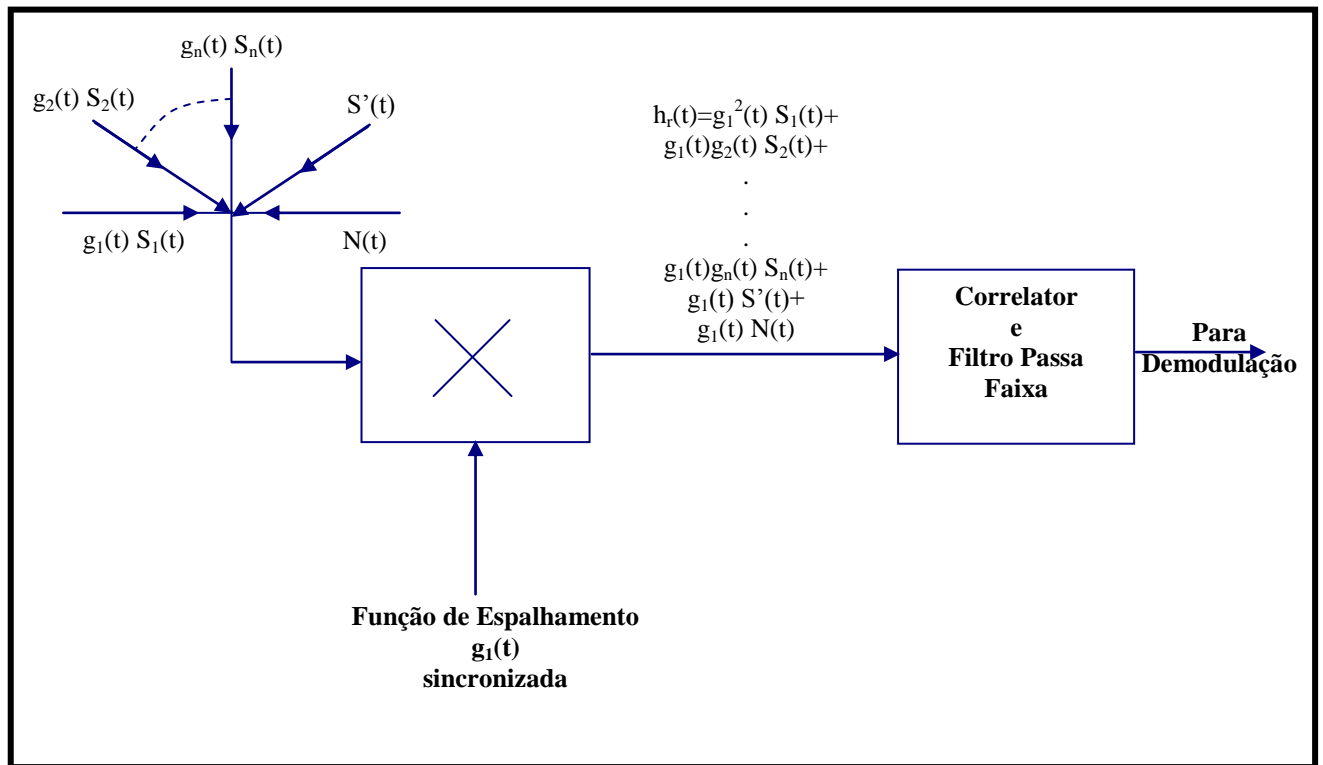 gₙ(t) Sₙ(t)
g₂(t) S₂(t)
S’(t)
g₁(t) S₁(t)
N(t)
hᵣ(t)=g₁²(t) S₁(t)+
g₁(t)g₂(t) S₂(t)+
.
.
.
g₁(t)gₙ(t) Sₙ(t)+
g₁(t) S’(t)+
g₁(t) N(t)
Correlator
e
Filtro Passa
Faixa
Para
Demodulação
Função de Espalhamento
g₁(t)
sincronizada